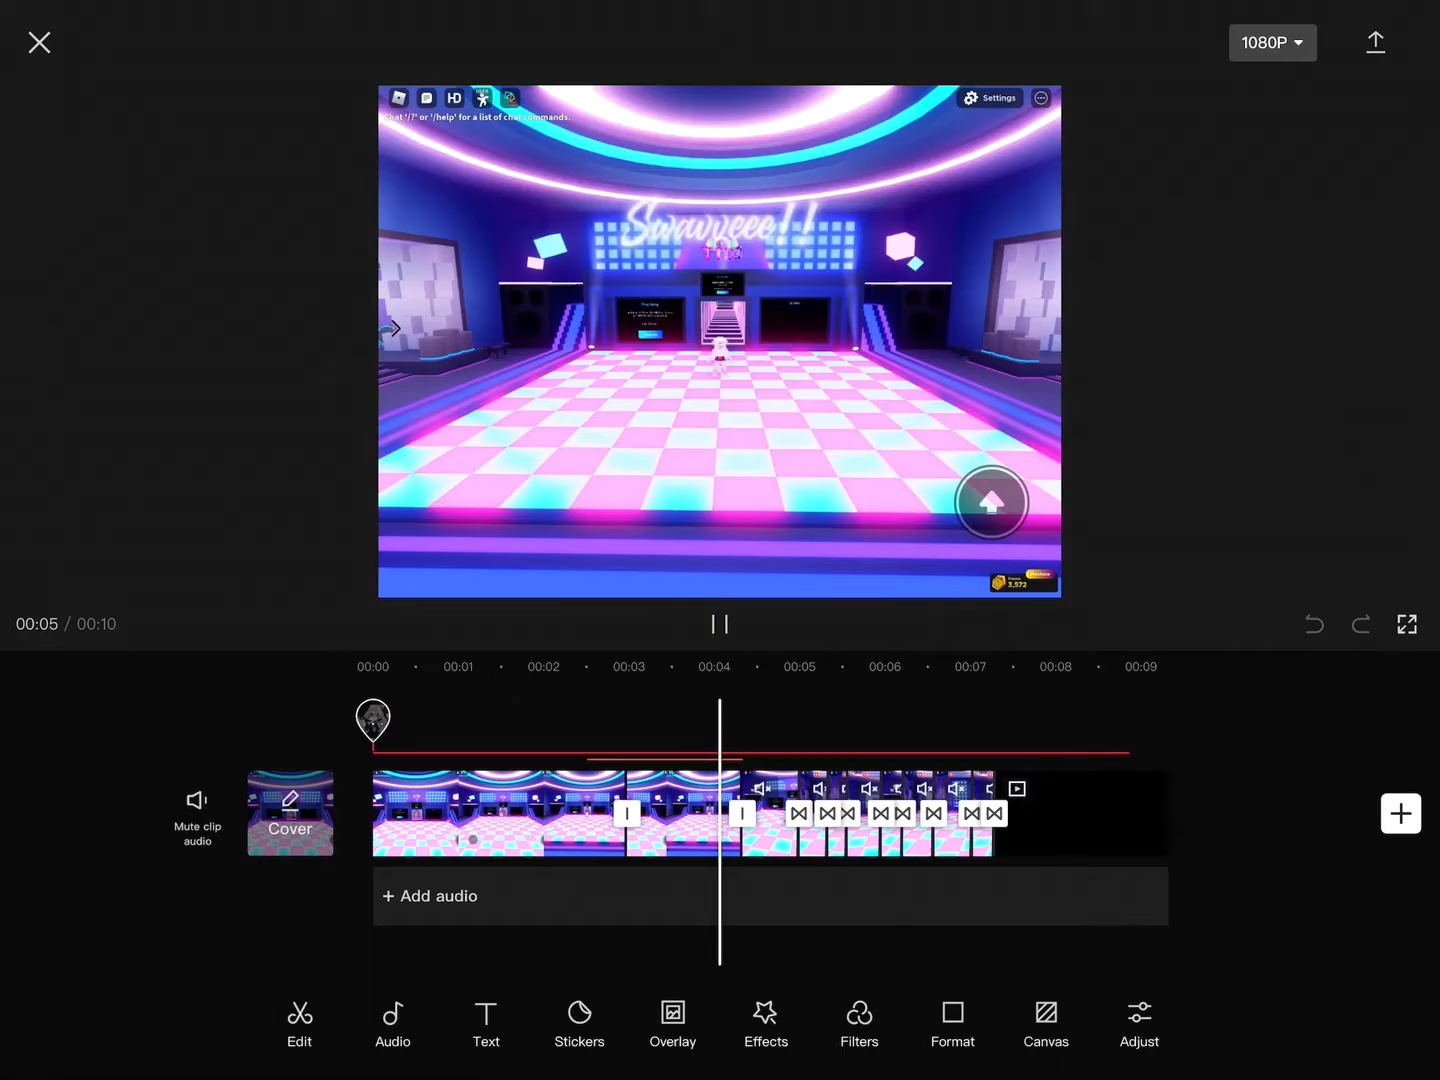 1080P
HD
Settings
Chat '/?' or '/help' for a list of chat commands.
Swavveee!!
3,572
00:05 / 00:10
00:00 00:01 00:02 00:03 00:04 00:05 00:06 00:07 00:08 00:09
Mute clip
audio
Cover
+ Add audio
Edit Audio Text Stickers Overlay Effects Filters Format Canvas Adjust